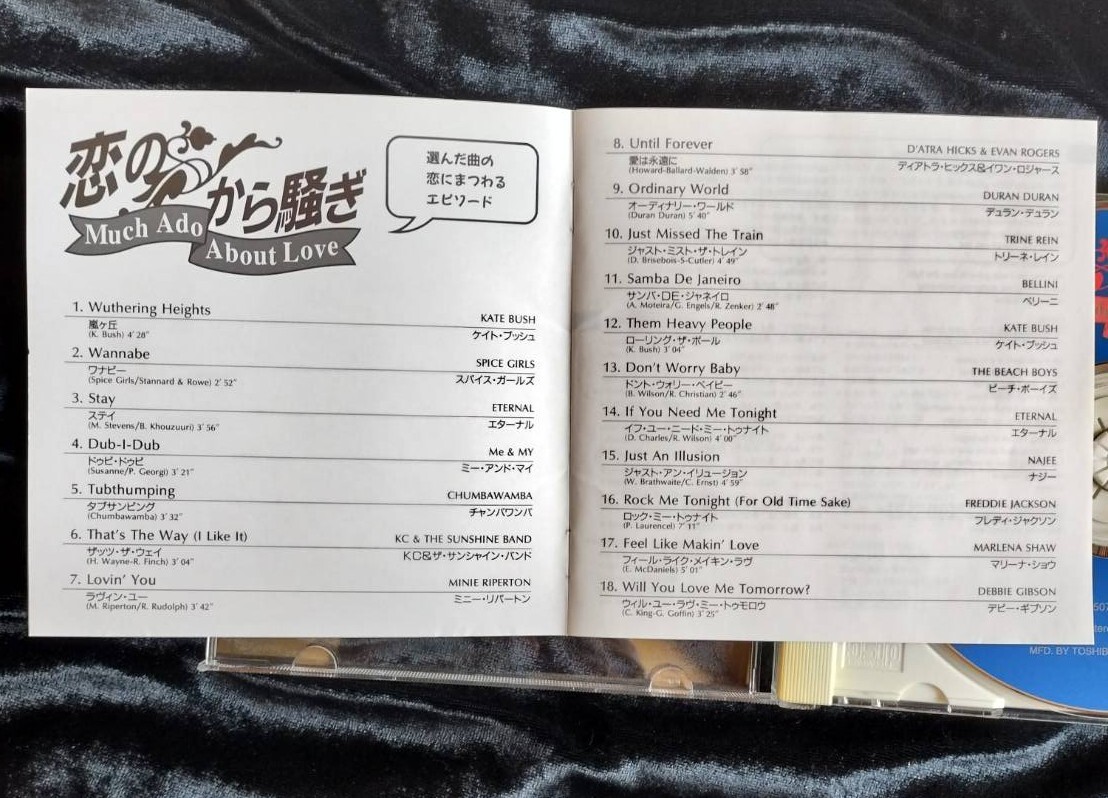 恋のから騒ぎ
Much Ado
About Love
選んだ曲の
恋にまつわる
エピソード
1. Wuthering Heights
KATE BUSH
嵐ヶ丘
ケイト・ブッシュ
(K. Bush) 4' 28"
2. Wannabe
SPICE GIRLS
ワナビー
スパイス・ガールズ
(Spice Girls/Stannard & Rowe) 2' 52"
3. Stay
ETERNAL
ステイ
エターナル
(M. Stevens/B. Khouzuuri) 3' 56"
4. Dub-I-Dub
Me & MY
ドゥビ・ドゥビ
ミー・アンド・マイ
(Susanne/P. Georgi) 3' 21"
5. Tubthumping
CHUMBAWAMBA
タブサンピング
チャンバワンバ
(Chumbawamba) 3' 32"
6. That's The Way (I Like It)
KC & THE SUNSHINE BAND
ザッツ・ザ・ウェイ
KC&ザ・サンシャイン・バンド
(H. Wayne-R. Finch) 3' 04"
7. Lovin' You
MINIE RIPERTON
ラヴィン・ユー
ミニー・リパートン
(M. Riperton/R. Rudolph) 3' 42"
8. Until Forever
D'ATRA HICKS & EVAN ROGERS
愛は永遠に
ディアトラ・ヒックス&イワン・ロジャース
(Howard-Ballard-Walden) 3' 58"
9. Ordinary World
DURAN DURAN
オーディナリー・ワールド
デュラン・デュラン
(Duran Duran) 5' 40"
10. Just Missed The Train
TRINE REIN
ジャスト・ミスト・ザ・トレイン
トリーネ・レイン
(D. Brisebois-S-Cutler) 4' 49"
11. Samba De Janeiro
BELLINI
サンバ・DE・ジャネイロ
ベリーニ
(A. Moteira/G. Engels/R. Zenker) 2' 48"
12. Them Heavy People
KATE BUSH
ローリング・ザ・ボール
ケイト・ブッシュ
(K. Bush) 3' 04"
13. Don't Worry Baby
THE BEACH BOYS
ドント・ウォリー・ベイビー
ビーチ・ボーイズ
(B. Wilson/R. Christian) 2' 46"
14. If You Need Me Tonight
ETERNAL
イフ・ユー・ニード・ミー・トゥナイト
エターナル
(D. Charles/R. Wilson) 4' 00"
15. Just An Illusion
NAJEE
ジャスト・アン・イリュージョン
ナジー
(W. Brathwaite/C. Ernst) 4' 59"
16. Rock Me Tonight (For Old Time Sake)
FREDDIE JACKSON
ロック・ミー・トゥナイト
フレディ・ジャクソン
(P. Laurencel) 7' 11"
17. Feel Like Makin' Love
MARLENA SHAW
フィール・ライク・メイキン・ラヴ
マリーナ・ショウ
(E. McDaniels) 5' 01"
18. Will You Love Me Tomorrow?
DEBBIE GIBSON
ウィル・ユー・ラヴ・ミー・トゥモロウ
デビー・ギブソン
(C. King-G. Goffin) 3' 25"
MFD. BY TOSHIB